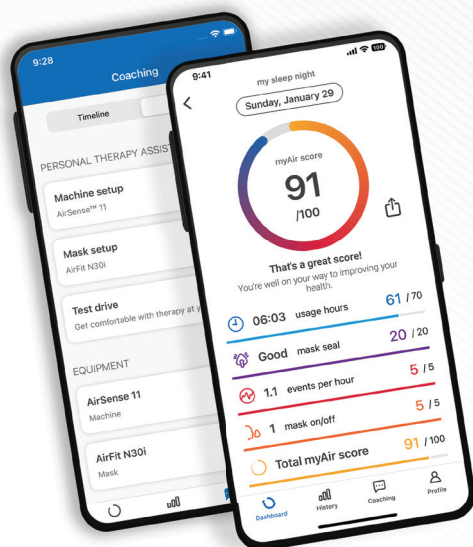 9:28
Coaching
Timeline
PERSONAL THERAPY ASSIST
Machine setup
AirSense™ 11
Mask setup
AirFit N30i
Test drive
Get comfortable with therapy at
EQUIPMENT
AirSense 11
Machine
AirFit N30i
Mask
9:41
100
my sleep night
Sunday, January 29
myAir score
91
/100
That's a great score!
You're well on your way to improving your
health.
06:03 usage hours 61 / 70
Good mask seal 20 / 20
1.1 events per hour 5 / 5
1 mask on/off 5 / 5
Total myAir score 91 / 100
Dashboard History Coaching Profile